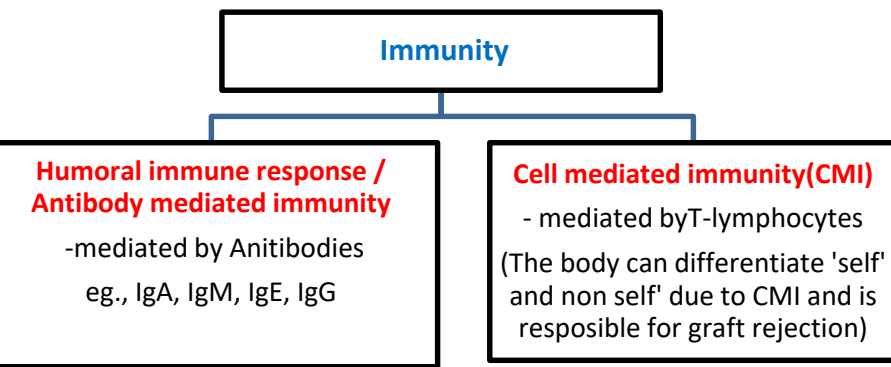 Immunity
Humoral immune response /
Antibody mediated immunity
-mediated by Anitibodies
eg., IgA, IgM, IgE, IgG
Cell mediated immunity(CMI)
- mediated byT-lymphocytes
(The body can differentiate 'self'
and non self' due to CMI and is
resposible for graft rejection)